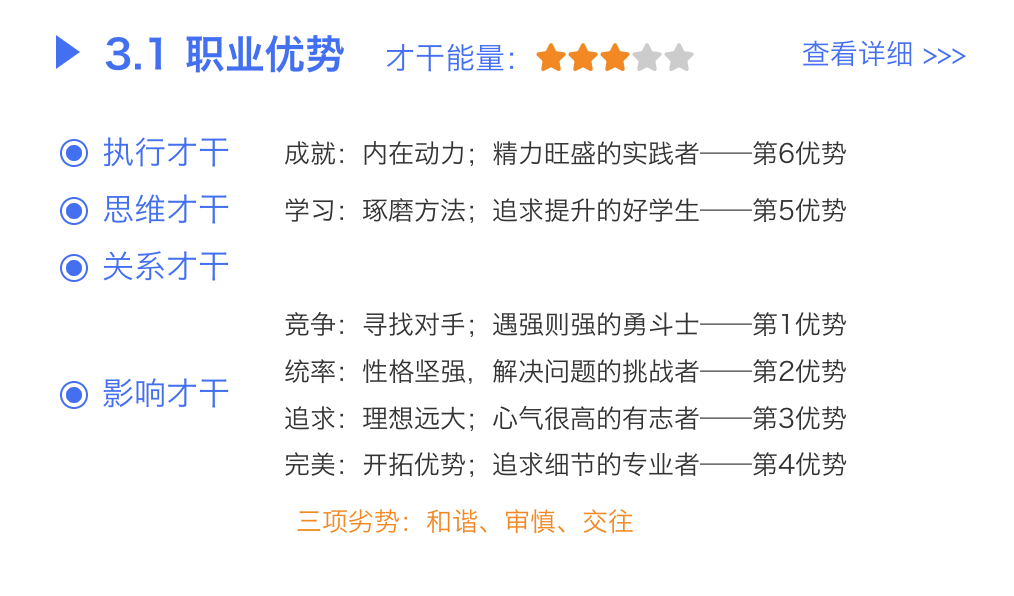 3.1 职业优势 才干能量： 查看详细 >>>
执行才干 成就：内在动力；精力旺盛的实践者——第6优势
思维才干 学习：琢磨方法；追求提升的好学生——第5优势
关系才干
竞争：寻找对手；遇强则强的勇斗士——第1优势
统率：性格坚强，解决问题的挑战者——第2优势
影响才干
追求：理想远大；心气很高的有志者——第3优势
完美：开拓优势；追求细节的专业者——第4优势
三项劣势：和谐、审慎、交往